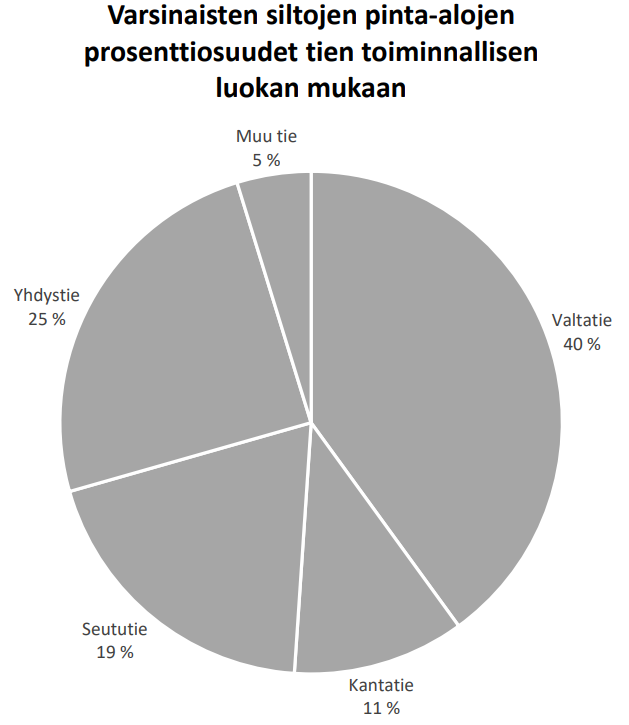 Varsinaisten siltojen pinta-alojen
prosenttiosuudet tien toiminnallisen
luokan mukaan
Muu tie
5 %
Yhdystie
25 %
Valtatie
40 %
Seututie
19 %
Kantatie
11 %